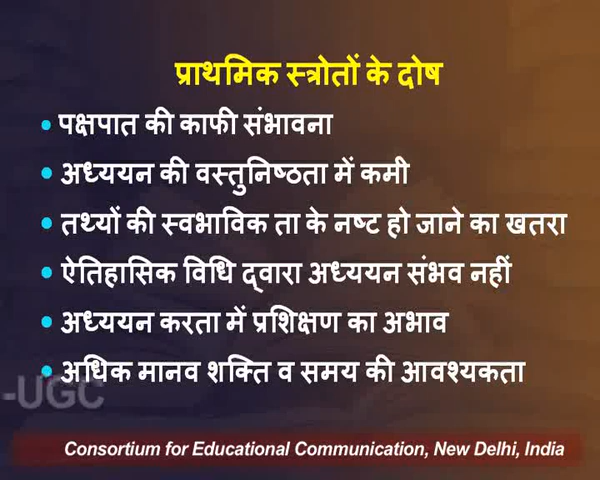 प्राथमिक स्त्रोतों के दोष
• पक्षपात की काफी संभावना
• अध्ययन की वस्तुनिष्ठता में कमी
• तथ्यों की स्वभाविक ता के नष्ट हो जाने का खतरा
• ऐतिहासिक विधि द्वारा अध्ययन संभव नहीं
• अध्ययन करता में प्रशिक्षण का अभाव
• अधिक मानव शक्ति व समय की आवश्यकता
-UGC
Consortium for Educational Communication, New Delhi, India